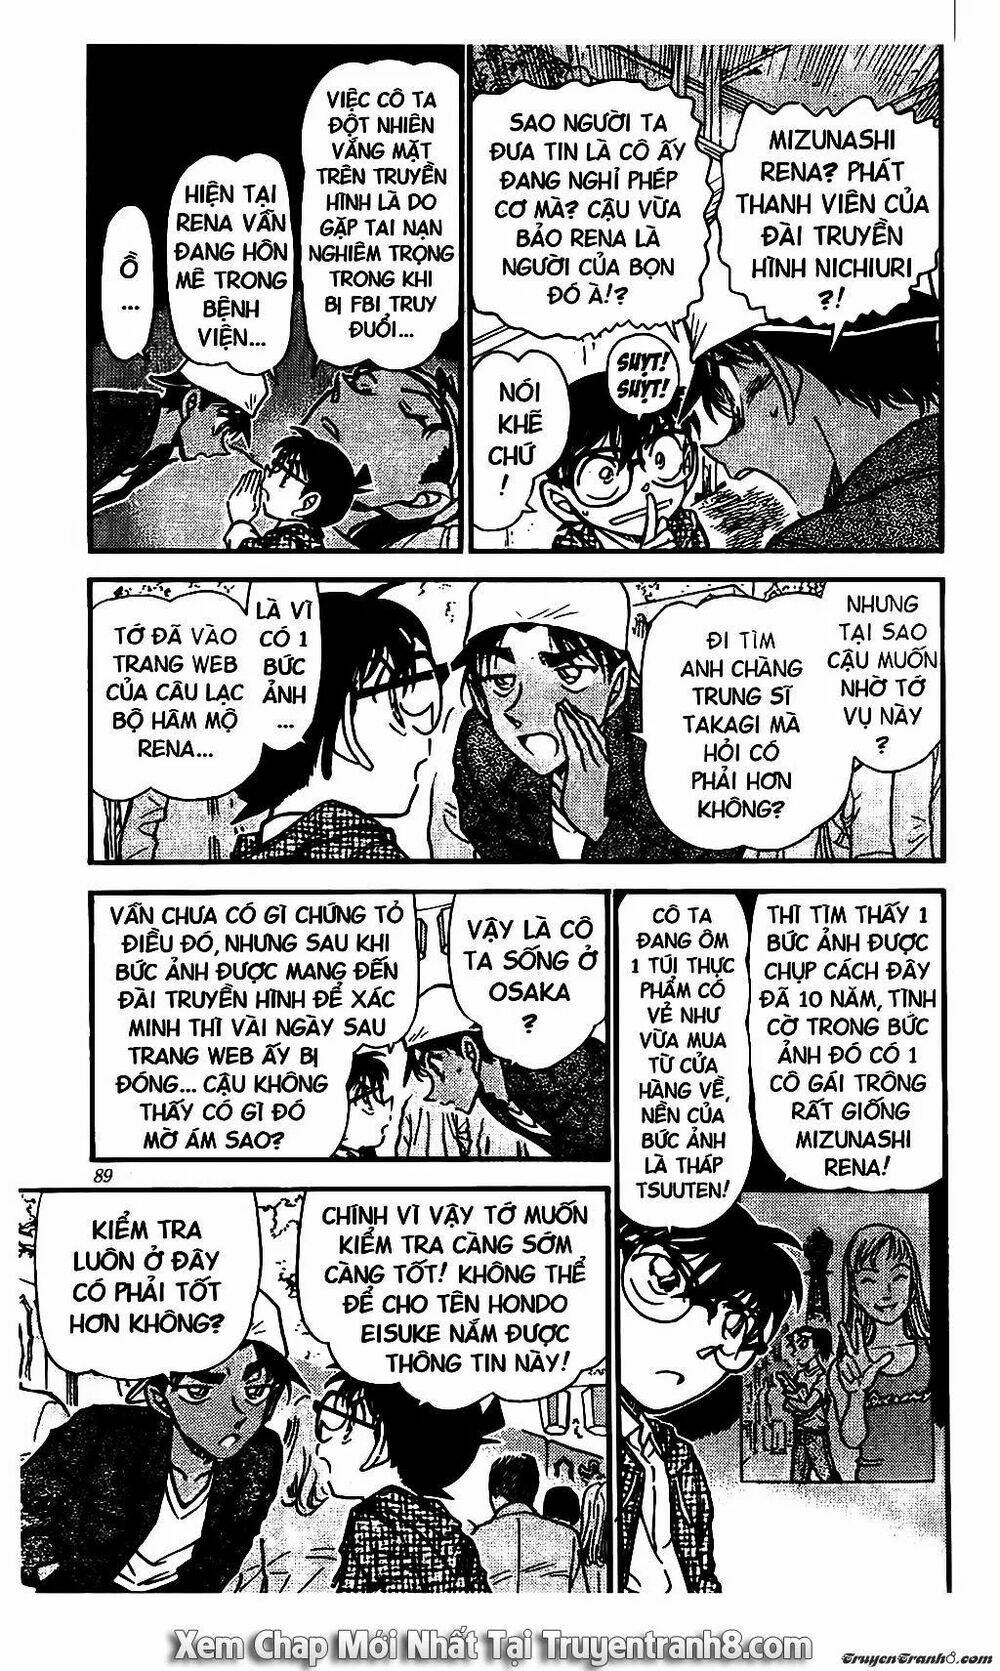 MIZUNASHI
RENA? PHÁT
THANH VIÊN CỦA
ĐÀI TRUYỀN
HÌNH NICHIURI
?!
SAO NGƯỜI TA
ĐƯA TIN LÀ CÔ ẤY
ĐANG NGHỈ PHÉP
CƠ MÀ? CẬU VỪA
BẢO RENA LÀ
NGƯỜI CỦA BỌN
ĐÓ À!?
SUỴT!
SUỴT!
NÓI
KHẼ
CHỨ
!
VIỆC CÔ TA
ĐỘT NHIÊN
VẮNG MẶT
TRÊN TRUYỀN
HÌNH LÀ DO
GẶP TAI NẠN
NGHIÊM TRỌNG
TRONG KHI
BỊ FBI TRUY
ĐUỔI...
HIỆN TẠI
RENA VẪN
ĐANG HÔN
MÊ TRONG
BỆNH
VIỆN...
Ồ
...
NHƯNG
TẠI SAO
CẬU MUỐN
NHỜ TỚ
VỤ NÀY
?
ĐI TÌM
ANH CHÀNG
TRUNG SĨ
TAKAGI MÀ
HỎI CÓ
PHẢI HƠN
KHÔNG?
LÀ VÌ
CÓ 1
BỨC
ẢNH
...
TỚ ĐÃ VÀO
TRANG WEB
CỦA CÂU LẠC
BỘ HÂM MỘ
RENA...
THÌ TÌM THẤY 1
BỨC ẢNH ĐƯỢC
CHỤP CÁCH ĐÂY
ĐÃ 10 NĂM, TÌNH
CỜ TRONG BỨC
ẢNH ĐÓ CÓ 1
CÔ GÁI TRÔNG
RẤT GIỐNG
MIZUNASHI
RENA!
CÔ TA
ĐANG ÔM
1 TÚI THỰC
PHẨM CÓ
VẺ NHƯ
VỪA MUA
TỪ CỬA
HÀNG VỀ,
NỀN CỦA
BỨC ẢNH
LÀ THÁP
TSUUTEN!
VẬY LÀ CÔ
TA SỐNG Ở
OSAKA
?
VẪN CHƯA CÓ GÌ CHỨNG TỎ
ĐIỀU ĐÓ, NHƯNG SAU KHI
BỨC ẢNH ĐƯỢC MANG ĐẾN
ĐÀI TRUYỀN HÌNH ĐỂ XÁC
MINH THÌ VÀI NGÀY SAU
TRANG WEB ẤY BỊ
ĐÓNG... CẬU KHÔNG
THẤY CÓ GÌ ĐÓ
MỜ ÁM SAO?
89
CHÍNH VÌ VẬY TỚ MUỐN
KIỂM TRA CÀNG SỚM
CÀNG TỐT! KHÔNG THỂ
ĐỂ CHO TÊN HONDO
EISUKE NẮM ĐƯỢC
THÔNG TIN NÀY!
KIỂM TRA
LUÔN Ở ĐÂY
CÓ PHẢI TỐT
HƠN KHÔNG?
Xem Chap Mới Nhất Tại Truyentranh8.com
TruyenTranh8.com